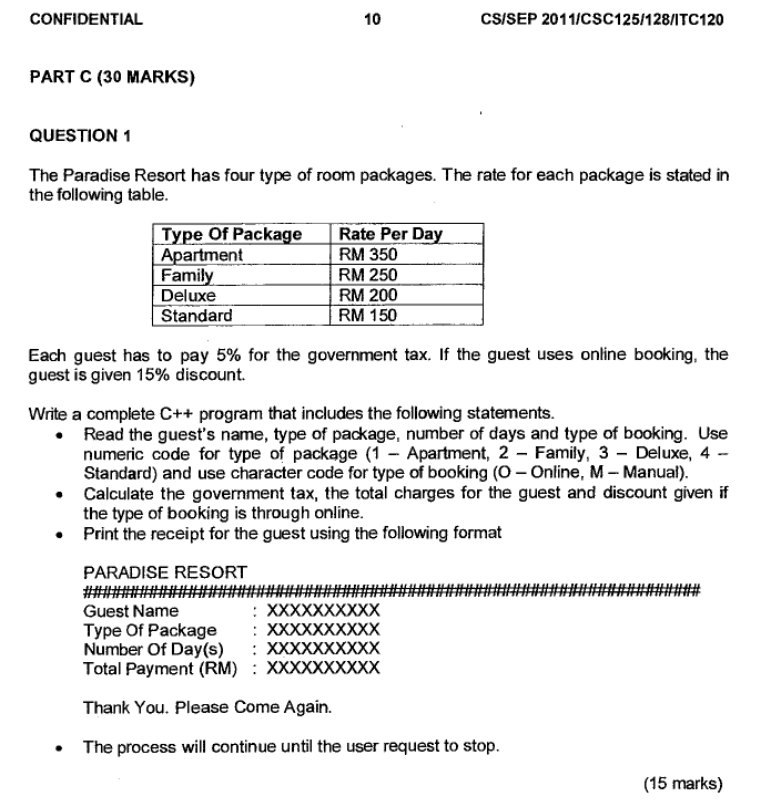 CONFIDENTIAL 10 CS/SEP 2011/CSC125/128/ITC120
PART C (30 MARKS)
QUESTION 1
The Paradise Resort has four type of room packages. The rate for each package is stated in
the following table.
Type Of Package Rate Per Day
Apartment RM 350
Family RM 250
Deluxe RM 200
Standard RM 150
Each guest has to pay 5% for the government tax. If the guest uses online booking, the
guest is given 15% discount.
Write a complete C++ program that includes the following statements.
• Read the guest's name, type of package, number of days and type of booking. Use
numeric code for type of package (1 – Apartment, 2 – Family, 3 – Deluxe, 4 –
Standard) and use character code for type of booking (O – Online, M – Manual).
• Calculate the government tax, the total charges for the guest and discount given if
the type of booking is through online.
• Print the receipt for the guest using the following format
PARADISE RESORT
####################################################################
Guest Name : XXXXXXXXXX
Type Of Package : XXXXXXXXXX
Number Of Day(s) : XXXXXXXXXX
Total Payment (RM) : XXXXXXXXXX
Thank You. Please Come Again.
• The process will continue until the user request to stop.
(15 marks)